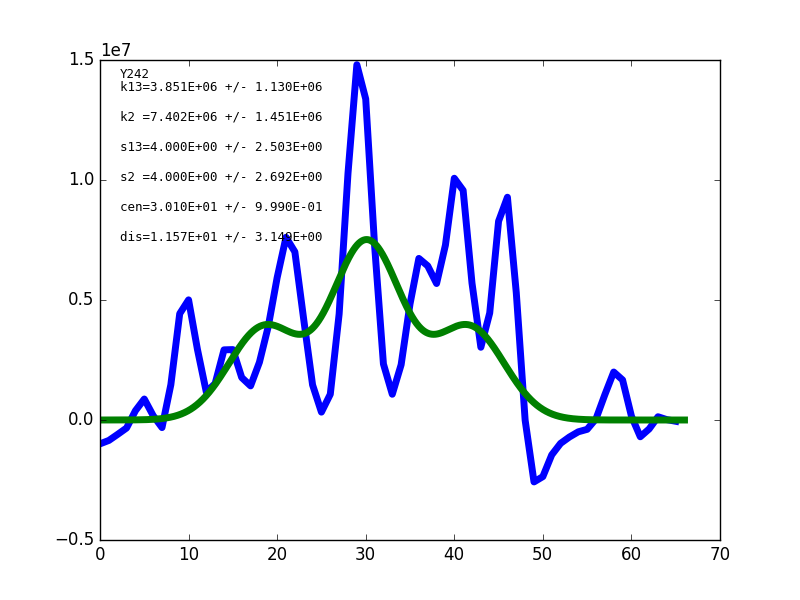 1e7
Y242
k13=3.851E+06 +/- 1.130E+06
k2 =7.402E+06 +/- 1.451E+06
s13=4.000E+00 +/- 2.503E+00
s2 =4.000E+00 +/- 2.692E+00
cen=3.010E+01 +/- 9.990E-01
dis=1.157E+01 +/- 3.149E+00
1.5
1.0
0.5
0.0
−0.5
0 10 20 30 40 50 60 70